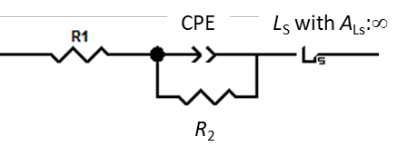 CPE
L_S with A_Ls:∞
R1
Ls
R_2